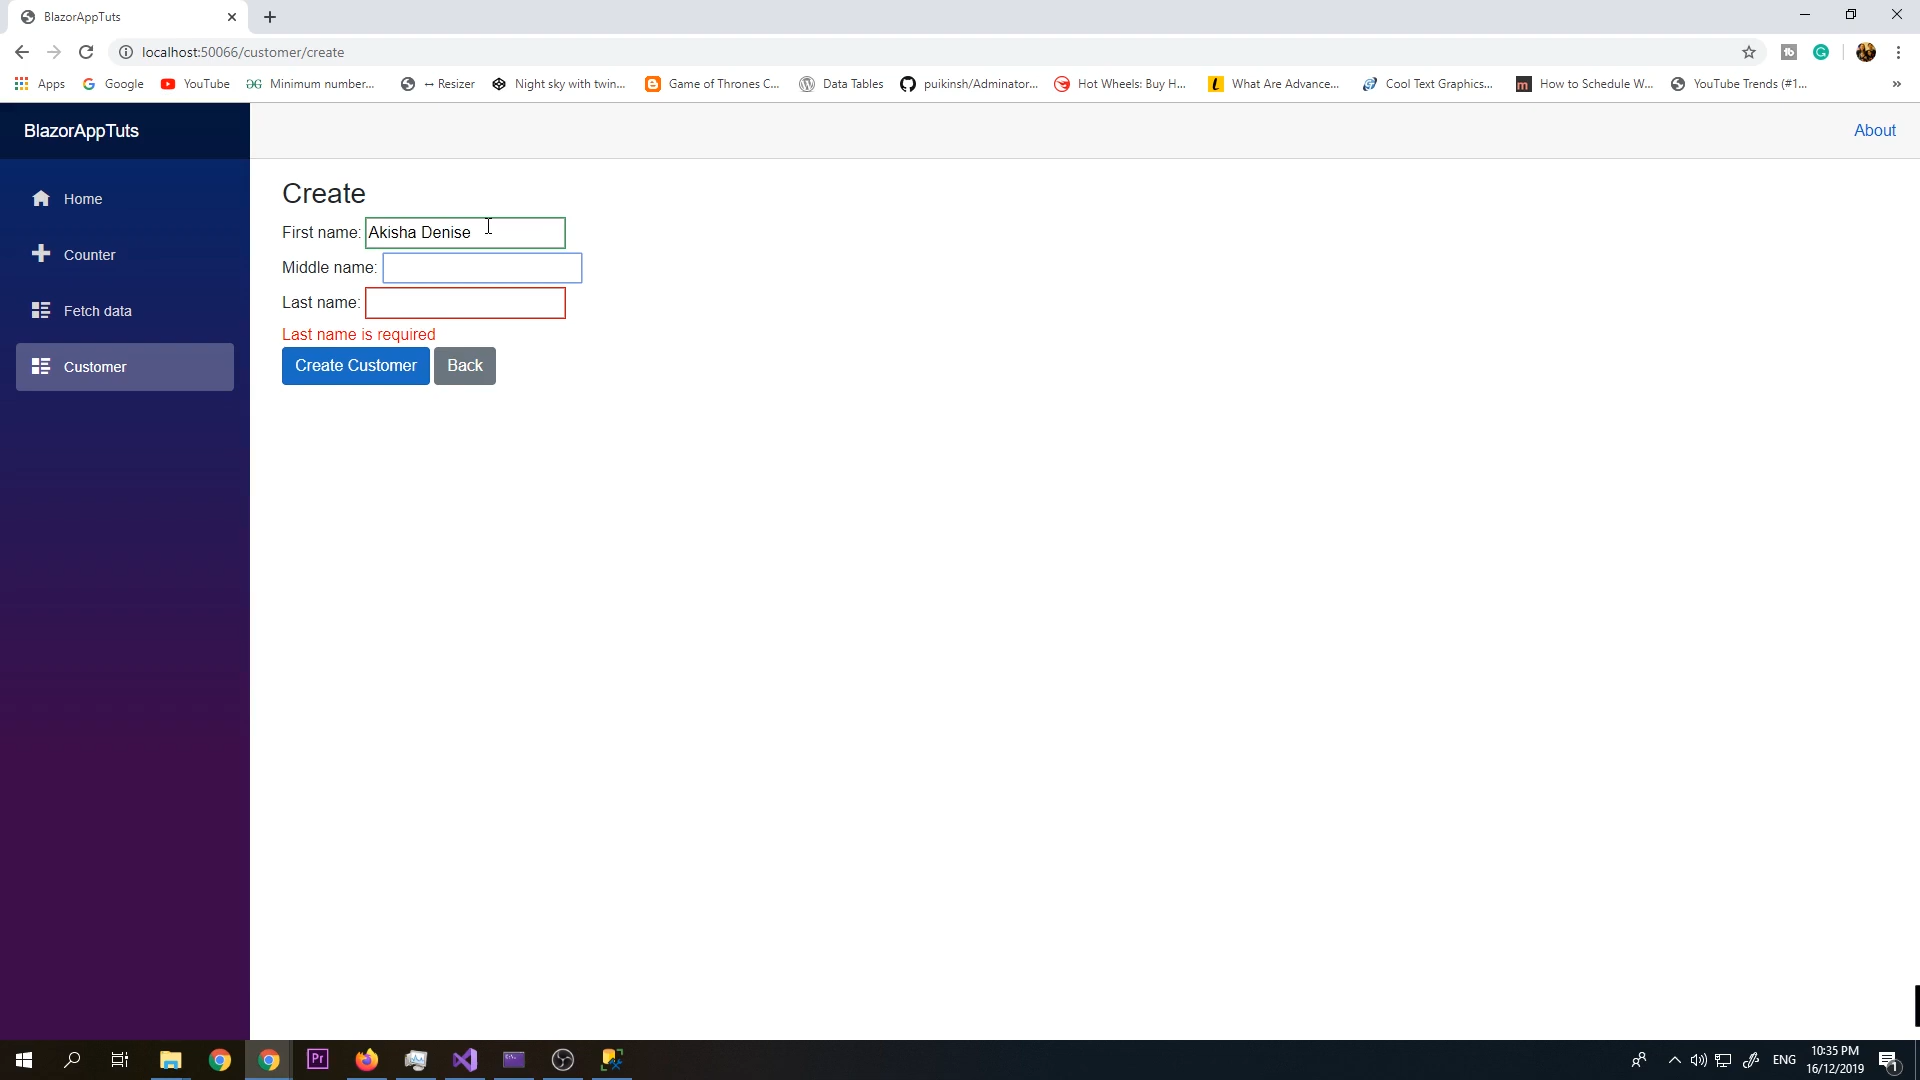 BlazorAppTuts
localhost:50066/customer/create
Apps Google YouTube Minimum number... ↔ Resizer Night sky with twin... Game of Thrones C... Data Tables puikinsh/Adminator... Hot Wheels: Buy H... What Are Advance... Cool Text Graphics... How to Schedule W... YouTube Trends (#1... »
BlazorAppTuts
About
Home
Counter
Fetch data
Customer
Create
First name: Akisha Denise
Middle name:
Last name:
Last name is required
Create Customer Back
Pr
ENG
10:35 PM
16/12/2019
1